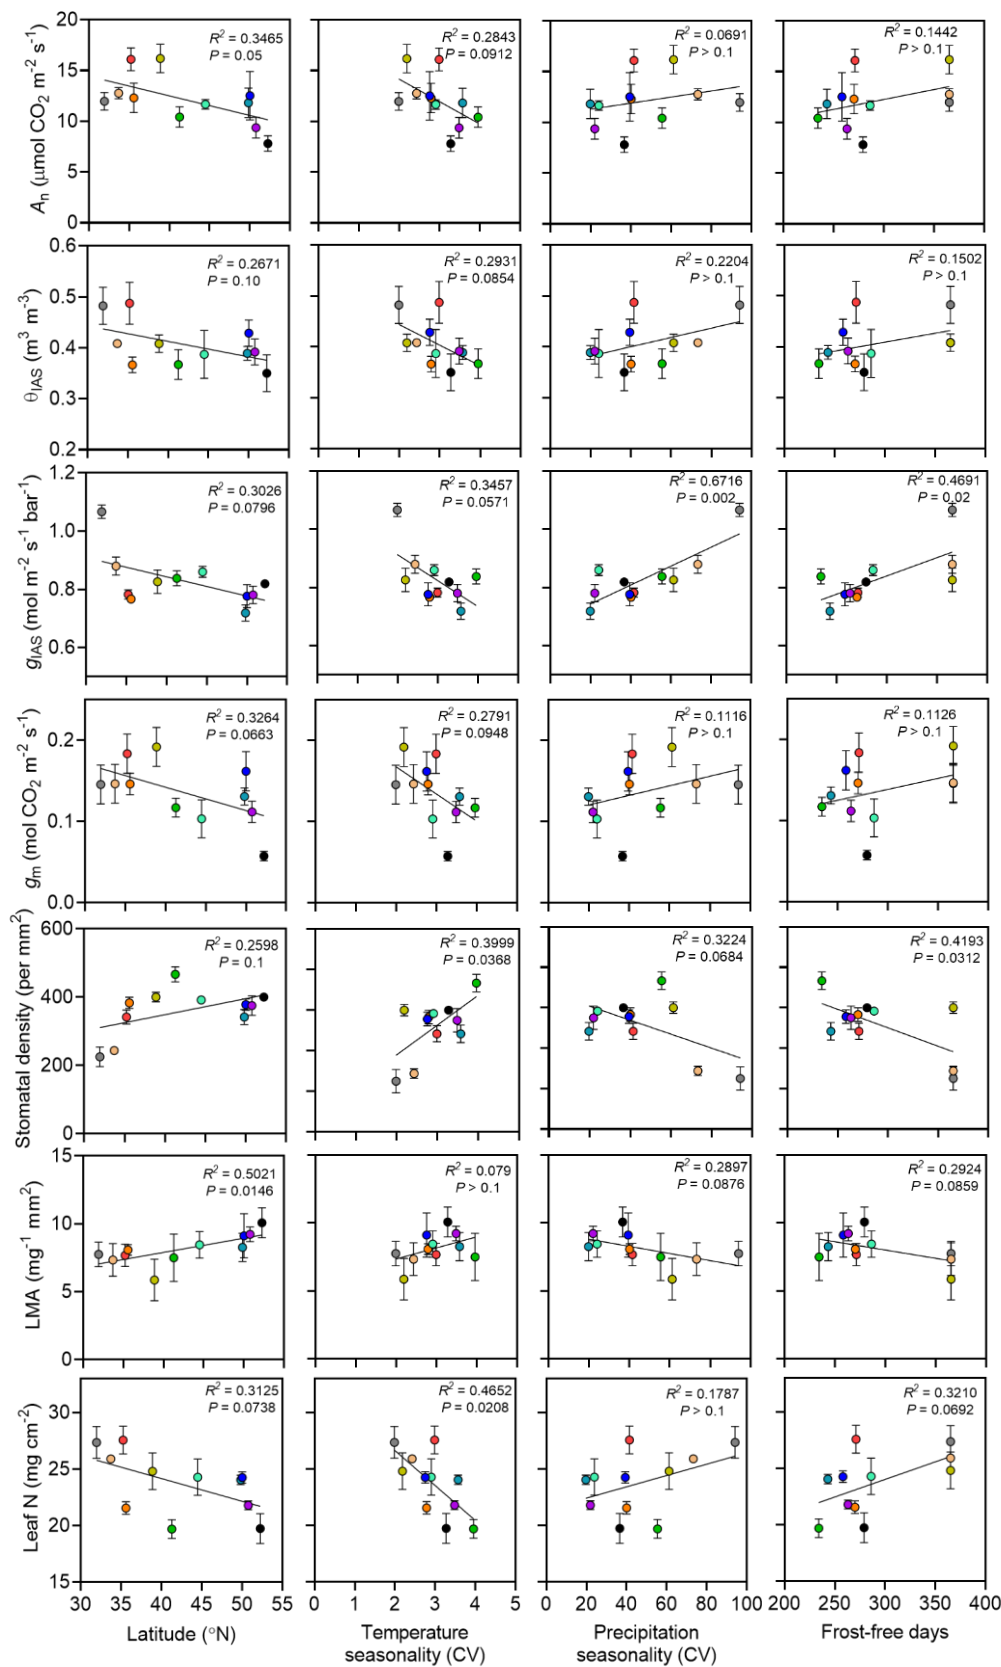 20
15
10
5
0
Aₙ (μmol CO₂ m⁻² s⁻¹)
R² = 0.3465
P = 0.05
R² = 0.2843
P = 0.0912
R² = 0.0691
P > 0.1
R² = 0.1442
P > 0.1
0.6
0.5
0.4
0.3
0.2
θIAS (m³ m⁻³)
R² = 0.2671
P = 0.10
R² = 0.2931
P = 0.0854
R² = 0.2204
P > 0.1
R² = 0.1502
P > 0.1
1.2
1.0
0.8
0.6
gIAS (mol m⁻² s⁻¹ bar⁻¹)
R² = 0.3026
P = 0.0796
R² = 0.3457
P = 0.0571
R² = 0.6716
P = 0.002
R² = 0.4691
P = 0.02
0.2
0.1
0.0
gm (mol CO₂ m⁻² s⁻¹)
R² = 0.3264
P = 0.0663
R² = 0.2791
P = 0.0948
R² = 0.1116
P > 0.1
R² = 0.1126
P > 0.1
600
400
200
0
Stomatal density (per mm²)
R² = 0.2598
P = 0.1
R² = 0.3999
P = 0.0368
R² = 0.3224
P = 0.0684
R² = 0.4193
P = 0.0312
15
10
5
0
LMA (mg⁻¹ mm²)
R² = 0.5021
P = 0.0146
R² = 0.079
P > 0.1
R² = 0.2897
P = 0.0876
R² = 0.2924
P = 0.0859
30
25
20
15
Leaf N (mg cm⁻²)
R² = 0.3125
P = 0.0738
R² = 0.4652
P = 0.0208
R² = 0.1787
P > 0.1
R² = 0.3210
P = 0.0692
30 35 40 45 50 55
0 1 2 3 4 5
0 20 40 60 80 100
200 250 300 350 400
Latitude (°N)
Temperature
seasonality (CV)
Precipitation
seasonality (CV)
Frost-free days